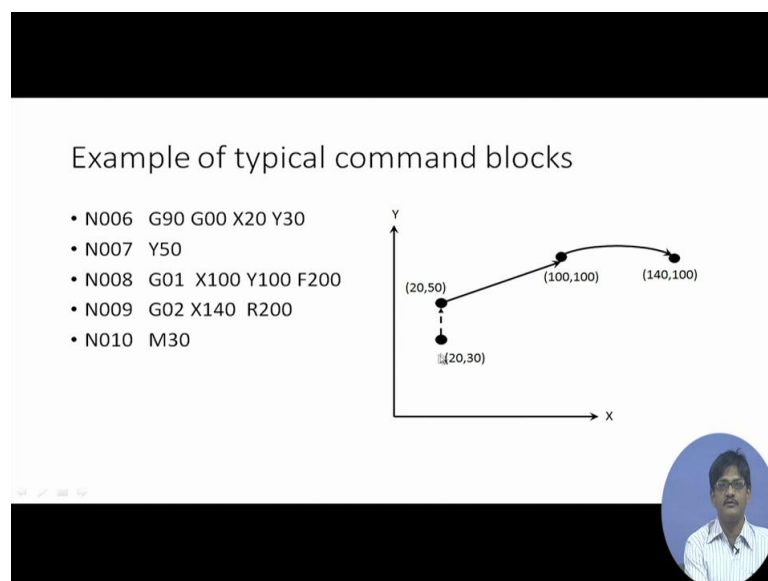 Example of typical command blocks
• N006 G90 G00 X20 Y30
• N007 Y50
• N008 G01 X100 Y100 F200
• N009 G02 X140 R200
• N010 M30
Y
(20,50)
(100,100)
(140,100)
(20,30)
X